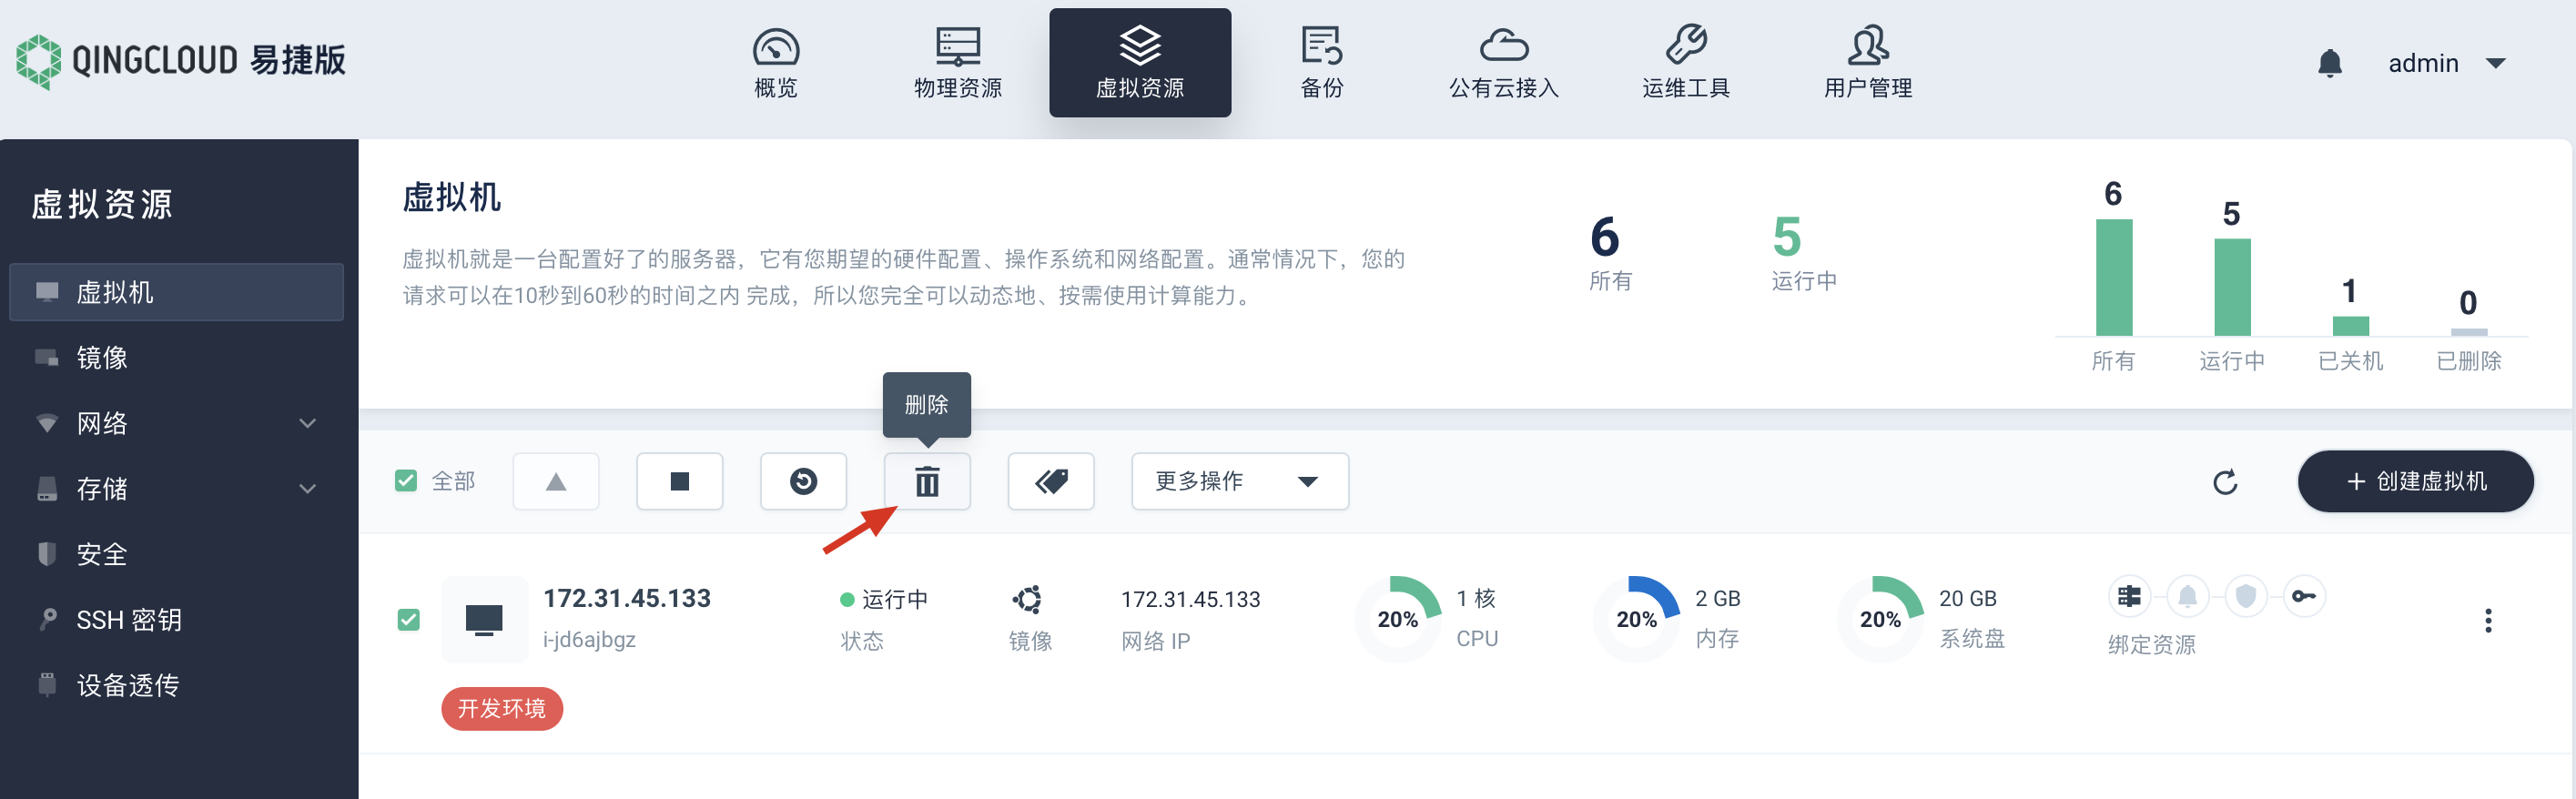 QINGCLOUD 易捷版
概览
物理资源
虚拟资源
备份
公有云接入
运维工具
用户管理
admin
虚拟资源
虚拟机
镜像
网络
存储
安全
SSH 密钥
设备透传
虚拟机
虚拟机就是一台配置好了的服务器，它有您期望的硬件配置、操作系统和网络配置。通常情况下，您的
请求可以在10秒到60秒的时间之内 完成，所以您完全可以动态地、按需使用计算能力。
6
所有
5
运行中
6
5
1
0
所有
运行中
已关机
已删除
删除
全部
更多操作
+ 创建虚拟机
172.31.45.133
i-jd6ajbgz
运行中
状态
镜像
172.31.45.133
网络 IP
20%
1 核
CPU
20%
2 GB
内存
20%
20 GB
系统盘
绑定资源
开发环境